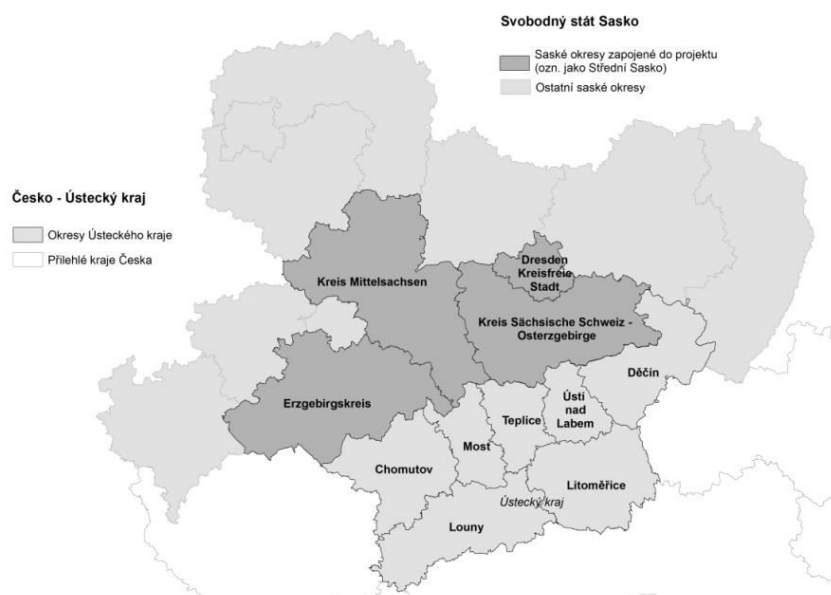 Svobodný stát Sasko
Saské okresy zapojené do projektu
(ozn. jako Střední Sasko)
Ostatní saské okresy
Česko - Ústecký kraj
Okresy Ústeckého kraje
Přilehlé kraje Česka
Dresden
Kreisfreie
Stadt
Kreis Mittelsachsen
Kreis Sächsische Schweiz -
Osterzgebirge
Děčín
Erzgebirgskreis
Ústí
nad
Labem
Teplice
Most
Chomutov
Litoměřice
Ústecký kraj
Louny